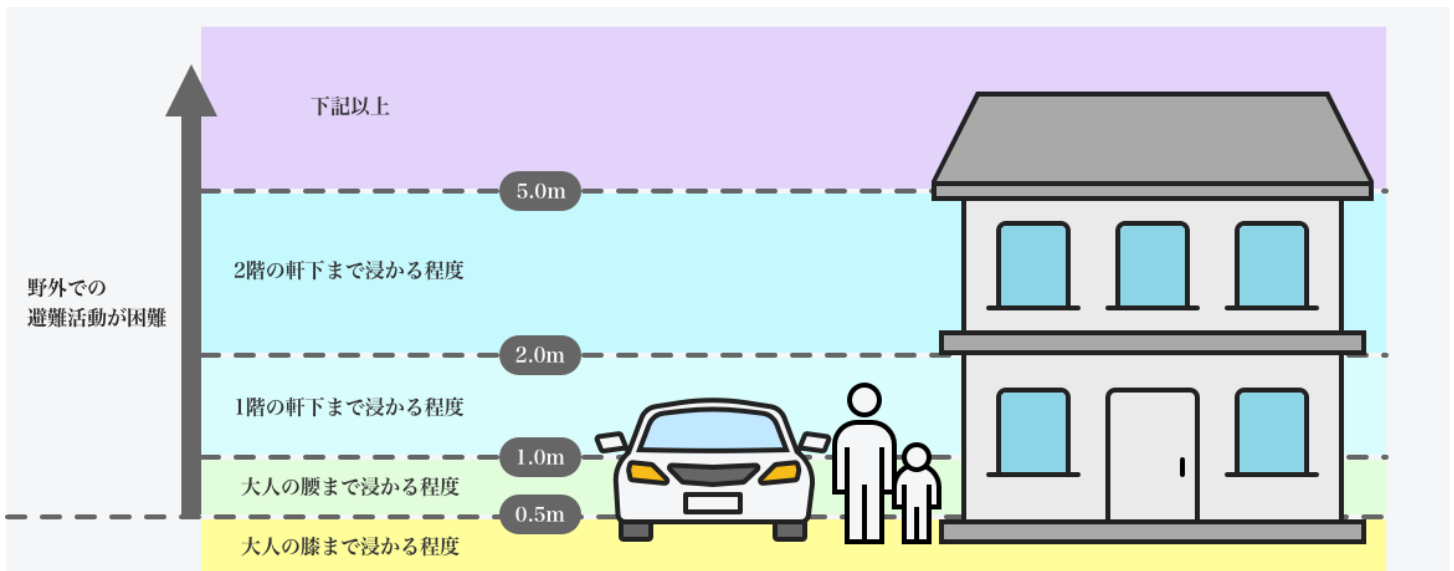 下記以上
5.0m
2階の軒下まで浸かる程度
野外での
避難活動が困難
2.0m
1階の軒下まで浸かる程度
1.0m
大人の腰まで浸かる程度
0.5m
大人の膝まで浸かる程度